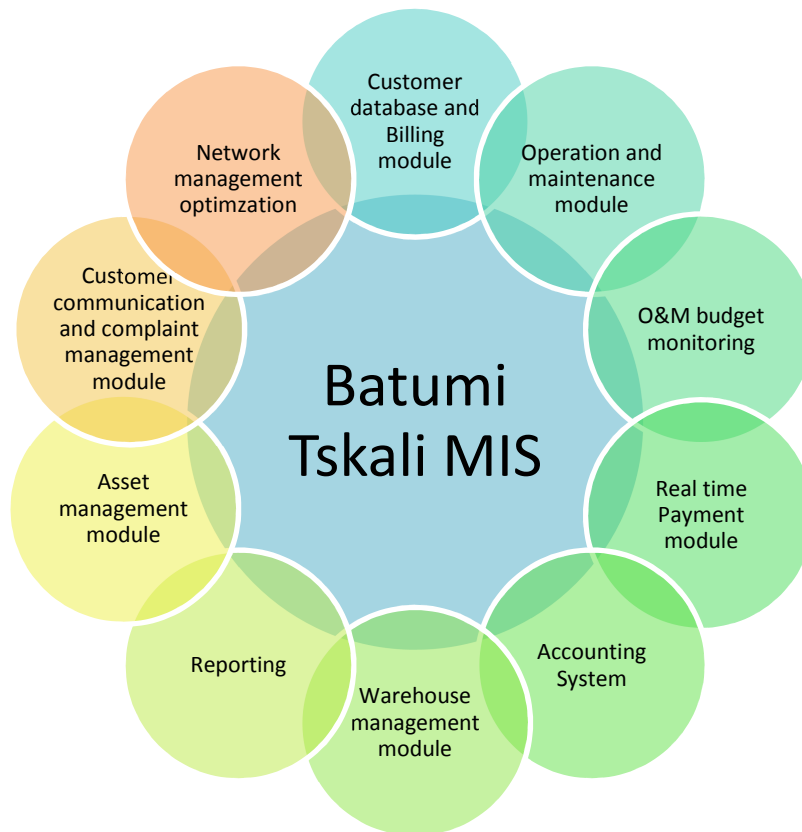 Customer
database and
Billing
module
Operation and
maintenance
module
O&M budget
monitoring
Real time
Payment
module
Accounting
System
Warehouse
management
module
Reporting
Asset
management
module
Customer
communication
and complaint
management
module
Network
management
optimzation
Batumi
Tskali MIS